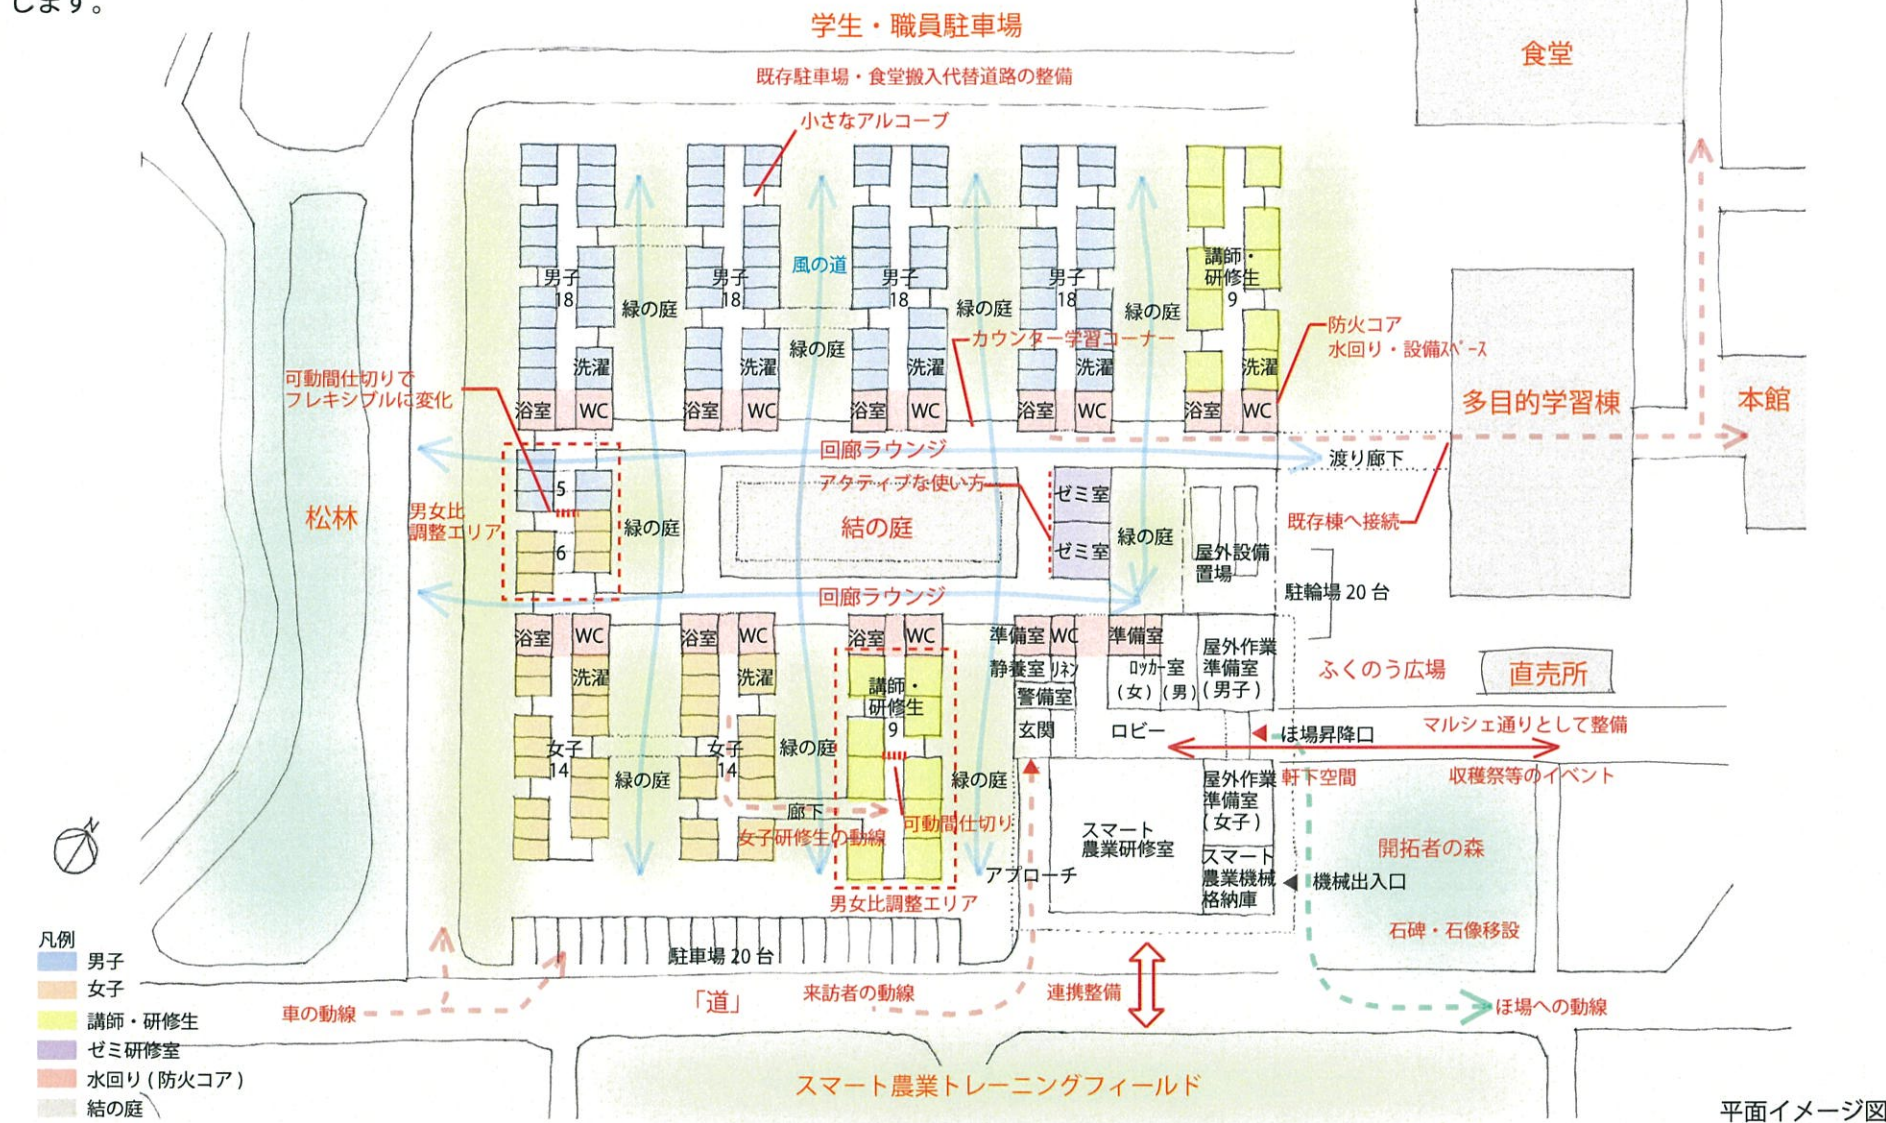 します。
学生・職員駐車場
既存駐車場・食堂搬入代替道路の整備
食堂
小さなアルコーブ
男子
18
男子
18
男子
18
男子
18
講師・
研修生
9
風の道
緑の庭
緑の庭
緑の庭
緑の庭
カウンター学習コーナー
防火コア
水回り・設備ｽﾍﾟｰｽ
洗濯
洗濯
洗濯
洗濯
洗濯
可動間仕切りで
フレキシブルに変化
浴室
WC
浴室
WC
浴室
WC
浴室
WC
浴室
WC
多目的学習棟
本館
回廊ラウンジ
渡り廊下
アクティブな使い方
松林
男女比
調整エリア
5
6
緑の庭
結の庭
ゼミ室
ゼミ室
緑の庭
屋外設備
置場
既存棟へ接続
駐輪場 20 台
回廊ラウンジ
浴室
WC
浴室
WC
浴室
WC
準備室
WC
準備室
洗濯
洗濯
静養室
ﾘﾈﾝ
警備室
玄関
ﾛｯｶｰ室
(女)
(男)
屋外作業
準備室
(男子)
ふくのう広場
直売所
講師・
研修生
9
女子
14
女子
14
緑の庭
緑の庭
緑の庭
ロビー
ほ場昇降口
マルシェ通りとして整備
軒下空間
収穫祭等のイベント
廊下
女子研修生の動線
可動間仕切り
スマート
農業研修室
屋外作業
準備室
(女子)
スマート
農業機械
格納庫
機械出入口
開拓者の森
石碑・石像移設
アプローチ
男女比調整エリア
駐車場 20 台
N
凡例
男子
女子
講師・研修生
ゼミ研修室
水回り(防火コア)
結の庭
車の動線
「道」
来訪者の動線
連携整備
ほ場への動線
スマート農業トレーニングフィールド
平面イメージ図